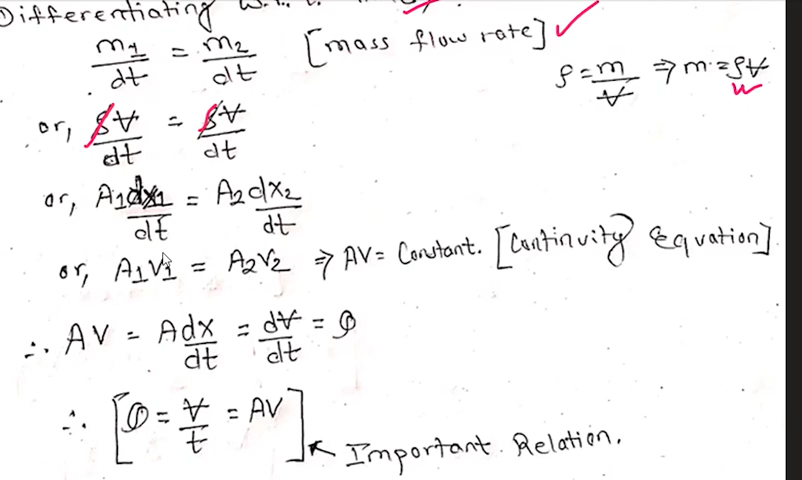 Differentiating w.r.t.
m1/dt = m2/dt [mass flow rate] ✓
ρ = m/V ⇒ m = ρV
or, ρV/dt = ρV/dt
or, A1dx1/dt = A2dx2/dt
or, A1V1 = A2V2 ⇒ AV = Constant. [Continuity Equation]
∴ AV = Adx/dt = dV/dt = Q
∴ [Q = V/t = AV]
↖ Important Relation.